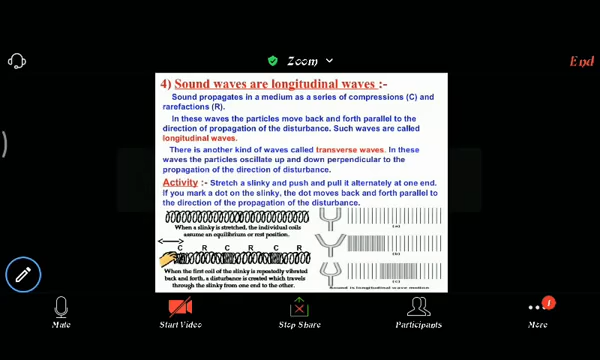 Zoom
End
4) Sound waves are longitudinal waves :-
Sound propagates in a medium as a series of compressions (C) and
rarefactions (R).
In these waves the particles move back and forth parallel to the
direction of propagation of the disturbance. Such waves are called
longitudinal waves.
There is another kind of waves called transverse waves. In
these waves the particles oscillate up and down perpendicular to the
propagation of the direction of disturbance.
Activity :- Stretch a slinky and push and pull it alternately at one end.
If you mark a dot on the slinky, the dot moves back and forth parallel to
the direction of the propagation of the disturbance.
When a slinky is stretched, the individual coils
assume an equilibrium or rest position.
C R C R C R
When the first coil of the slinky is repeatedly vibrated
back and forth, a disturbance is created which travels
through the slinky from one end to the other.
(a)
(b)
(c)
Sound is longitudinal wave motion
Mute
Start Video
Stop Share
Participants
1
More